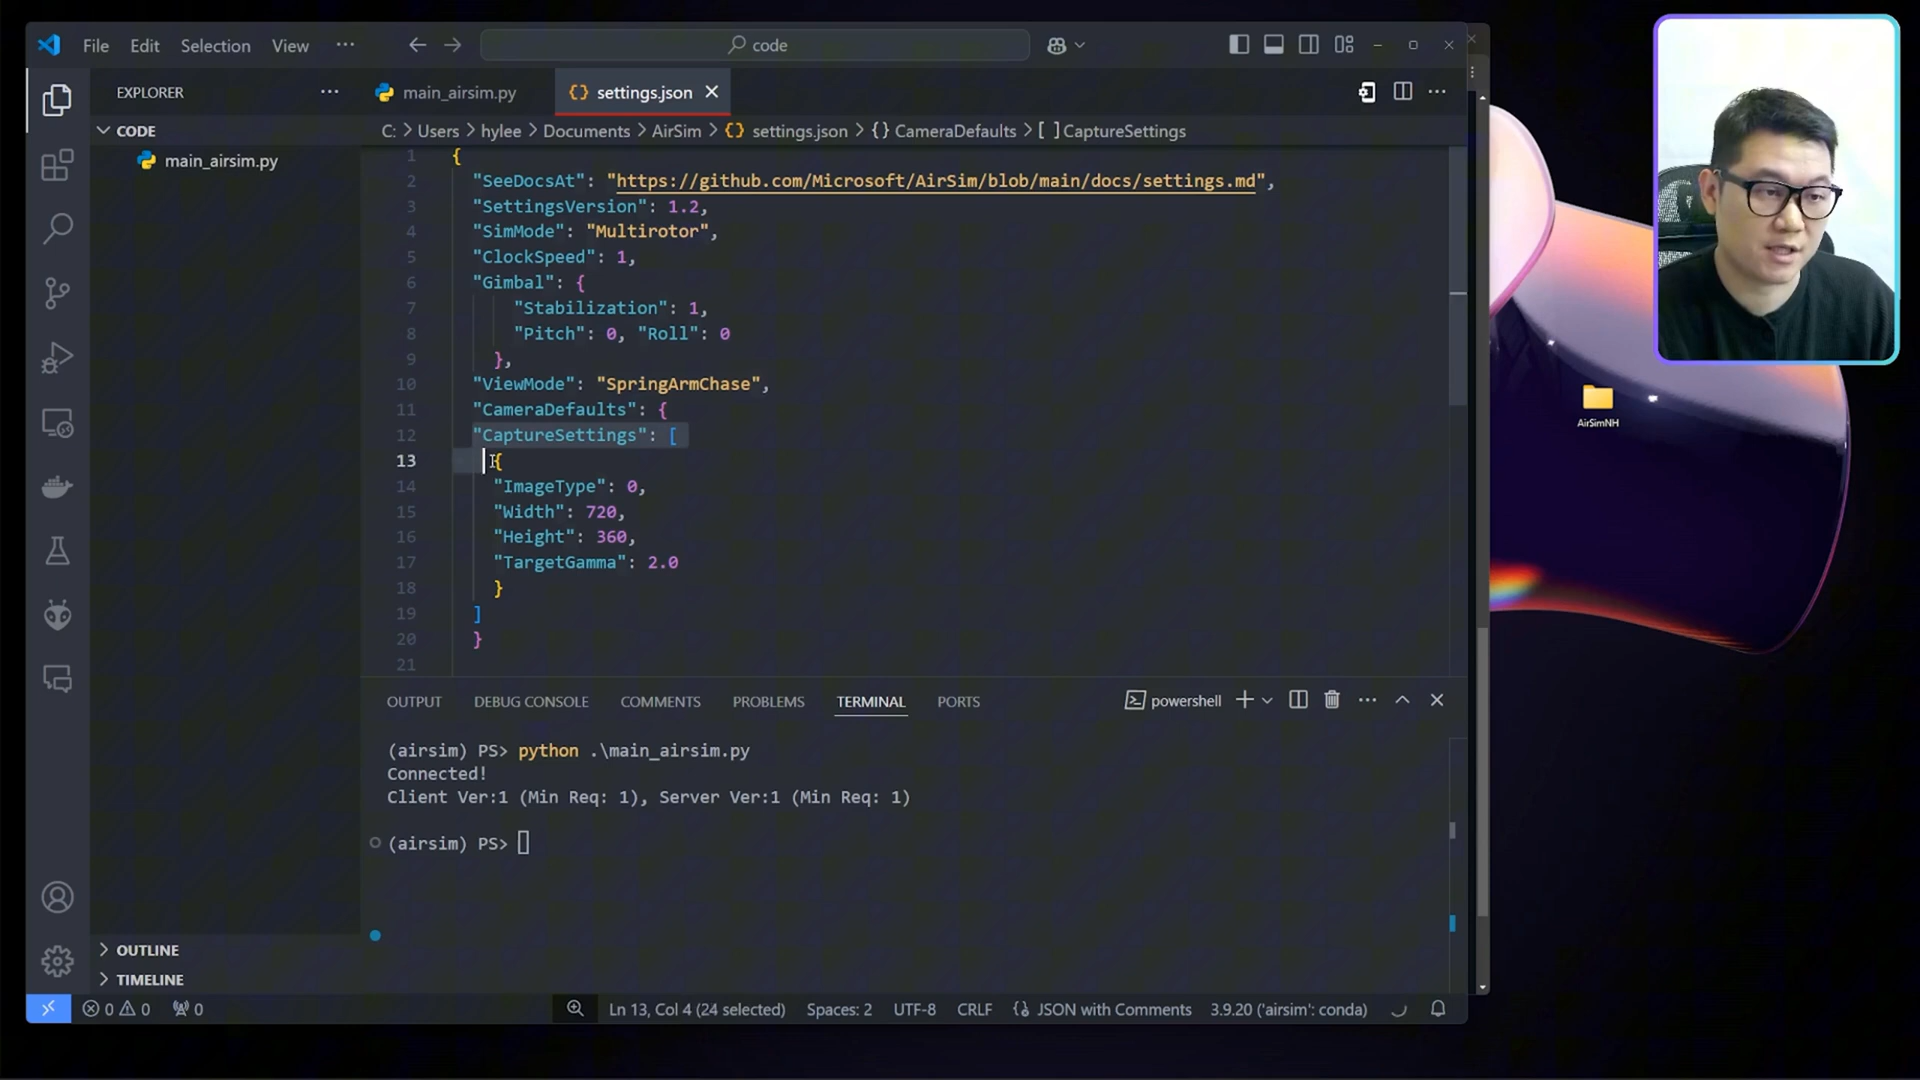 File Edit Selection View ··· code
EXPLORER ··· main_airsim.py settings.json
CODE
main_airsim.py
C: > Users > hylee > Documents > AirSim > {} settings.json > {} CameraDefaults > [ ] CaptureSettings
1 {
2 "SeeDocsAt": "https://github.com/Microsoft/AirSim/blob/main/docs/settings.md",
3 "SettingsVersion": 1.2,
4 "SimMode": "Multirotor",
5 "ClockSpeed": 1,
6 "Gimbal": {
7 "Stabilization": 1,
8 "Pitch": 0, "Roll": 0
9 },
10 "ViewMode": "SpringArmChase",
11 "CameraDefaults": {
12 "CaptureSettings": [
13 {
14 "ImageType": 0,
15 "Width": 720,
16 "Height": 360,
17 "TargetGamma": 2.0
18 }
19 ]
20 }
21
AirSimNH
OUTPUT DEBUG CONSOLE COMMENTS PROBLEMS TERMINAL PORTS powershell
(airsim) PS> python .\main_airsim.py
Connected!
Client Ver:1 (Min Req: 1), Server Ver:1 (Min Req: 1)
(airsim) PS>
OUTLINE
TIMELINE
0 0 0 Ln 13, Col 4 (24 selected) Spaces: 2 UTF-8 CRLF {} JSON with Comments 3.9.20 ('airsim': conda)